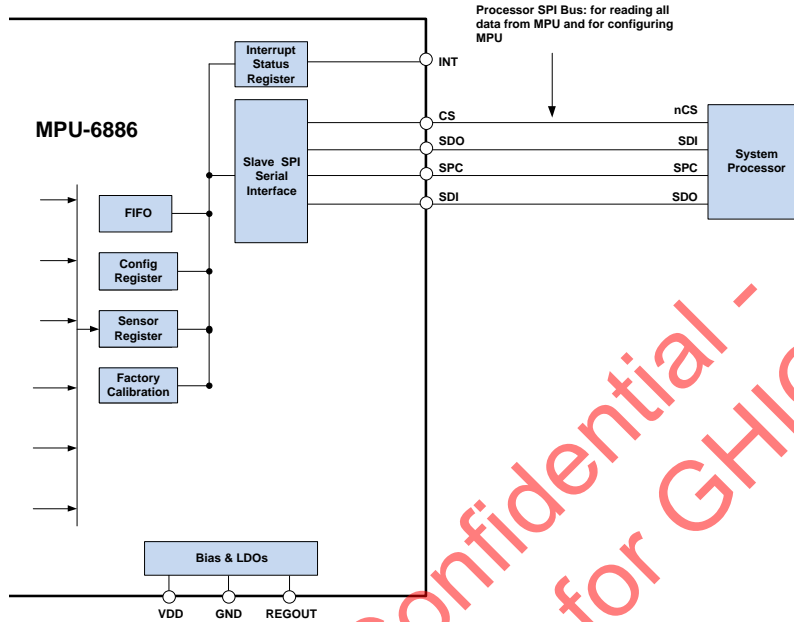 Processor SPI Bus: for reading all
data from MPU and for configuring
MPU
Interrupt
Status
Register
INT
MPU-6886
CS
nCS
SDO
SDI
Slave SPI
Serial
Interface
System
Processor
SPC
SPC
SDI
SDO
FIFO
Config
Register
Sensor
Register
Factory
Calibration
Bias & LDOs
VDD
GND
REGOUT
Confidential -
for